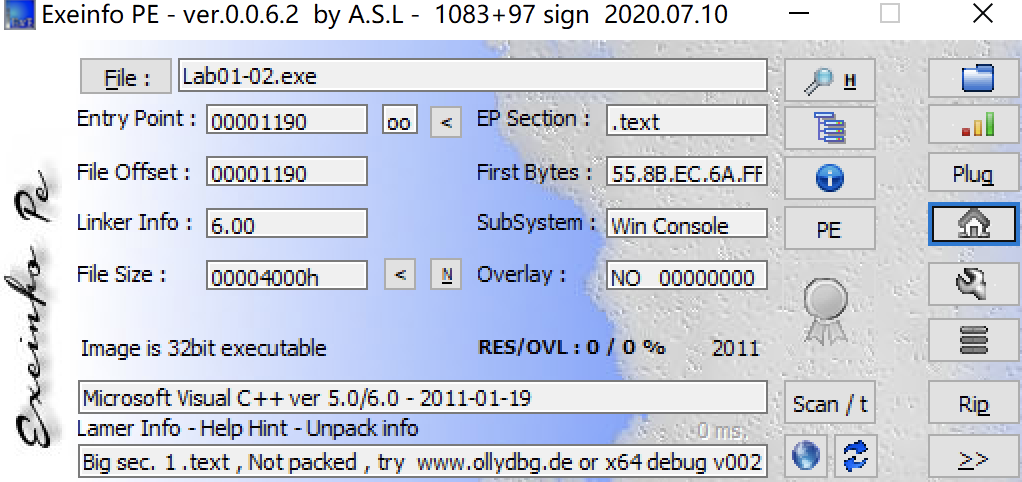 Exeinfo PE - ver.0.0.6.2 by A.S.L - 1083+97 sign 2020.07.10
File : Lab01-02.exe H
Entry Point : 00001190 oo < EP Section : .text
File Offset : 00001190 First Bytes : 55.8B.EC.6A.FF Plug
Linker Info : 6.00 SubSystem : Win Console PE
File Size : 00004000h < N Overlay : NO 00000000
Image is 32bit executable RES/OVL : 0 / 0 % 2011
Microsoft Visual C++ ver 5.0/6.0 - 2011-01-19 Scan / t Rip
Lamer Info - Help Hint - Unpack info 0 ms.
Big sec. 1 .text , Not packed , try www.ollydbg.de or x64 debug v002 >>
Exeinfo Pe